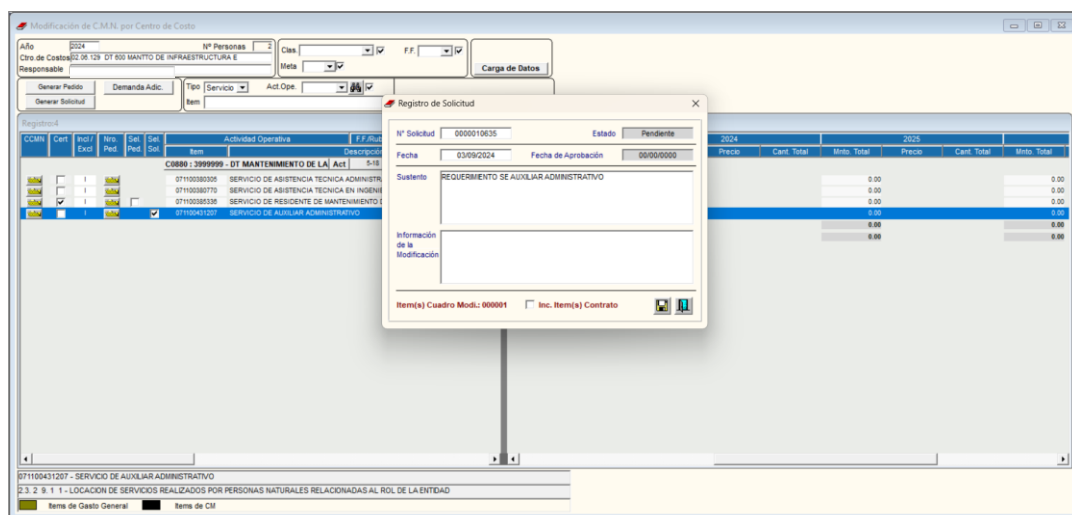 Modificación de C.M.N. por Centro de Costo
Año 2024 Nº Personas 2
Ctro.de Costos 02.06.129 DT 600 MANTTO DE INFRAESTRUCTURA E
Responsable
Clas. F.F.
Meta
Carga de Datos
Generar Pedido Demanda Adic.
Generar Solicitud
Tipo Servicio Act.Ope.
Item
Registro:4
CCMN Cert Incl / Excl Nro. Ped. Sel. Ped. Sel. Sol. Actividad Operativa F.F/Rub
Item Descripción
C0880 : 3999999 - DT MANTENIMIENTO DE LA Act 5-18
I 071100380305 SERVICIO DE ASISTENCIA TECNICA ADMINISTR
I 071100380770 SERVICIO DE ASISTENCIA TECNICA EN INGENIE
I 071100385336 SERVICIO DE RESIDENTE DE MANTENIMIENTO
I 071100431207 SERVICIO DE AUXILIAR ADMINISTRATIVO
Registro de Solicitud
Nº Solicitud 0000010635 Estado Pendiente
Fecha 03/09/2024 Fecha de Aprobación 00/00/0000
Sustento REQUERIMIENTO SE AUXILIAR ADMINISTRATIVO
Información
de la
Modificación
Item(s) Cuadro Modi.: 000001 Inc. Item(s) Contrato
2024 2025
Precio Cant. Total Mnto. Total Precio Cant. Total Mnto. Total
0.00 0.00
0.00 0.00
0.00 0.00
0.00 0.00
0.00 0.00
0.00 0.00
071100431207 - SERVICIO DE AUXILIAR ADMINISTRATIVO
2.3. 2 9. 1 1 - LOCACION DE SERVICIOS REALIZADOS POR PERSONAS NATURALES RELACIONADAS AL ROL DE LA ENTIDAD
Items de Gasto General Items de CM